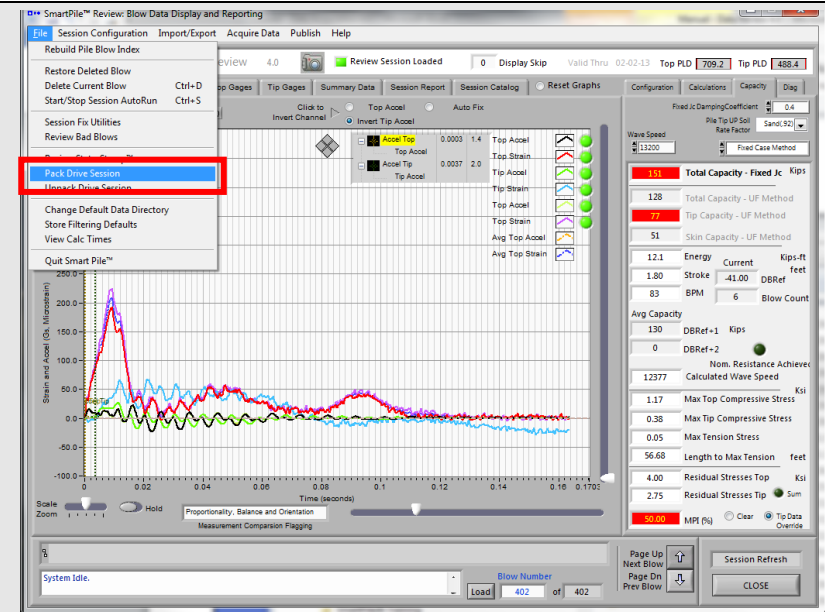 SmartPile™ Review: Blow Data Display and Reporting
File Session Configuration Import/Export Acquire Data Publish Help
Rebuild Pile Blow Index
Restore Deleted Blow
Delete Current Blow Ctrl+D
Start/Stop Session AutoRun Ctrl+S
Session Fix Utilities
Review Bad Blows
Pack Drive Session
Unpack Drive Session
Change Default Data Directory
Store Filtering Defaults
View Calc Times
Quit Smart Pile™
eview 4.0 Review Session Loaded 0 Display Skip Valid Thru 02-02-13 Top PLD 709.2 Tip PLD 488.4
op Gages Tip Gages Summary Data Session Report Session Catalog Reset Graphs
Click to Invert Channel
Top Accel Auto Fix
Invert Tip Accel
Accel Top 0.0003 1.4
Top Accel
Accel Tip 0.0037 2.0
Tip Accel
Top Accel
Top Strain
Tip Accel
Tip Strain
Top Accel
Top Strain
Avg Top Accel
Avg Top Strain
Strain and Accel (Gs, Microstrain)
250.0
200.0
150.0
100.0
50.0
0.0
-50.0
-100.0
0 0.02 0.04 0.06 0.08 0.1 0.12 0.14 0.16 0.1703
Time (seconds)
Scale
Zoom
Hold
Proportionality, Balance and Orientation
Measurement Comparsion Flagging
Configuration Calculations Capacity Diag
Fixed Jc DampingCoefficient 0.4
Pile Tip UP Soil
Rate Factor
Sand(.92)
Wave Speed
13200 Fixed Case Method
151 Total Capacity - Fixed Jc Kips
128 Total Capacity - UF Method
77 Tip Capacity - UF Method
51 Skin Capacity - UF Method
12.1 Energy Current Kips-ft
1.80 Stroke -41.00 feet DBRef
83 BPM 6 Blow Count
Avg Capacity
130 DBRef+1 Kips
0 DBRef+2
Nom. Resistance Achieved
12377 Calculated Wave Speed
Ksi
1.17 Max Top Compressive Stress
0.38 Max Tip Compressive Stress
0.05 Max Tension Stress
56.68 Length to Max Tension feet
4.00 Residual Stresses Top Ksi
2.75 Residual Stresses Tip Sum
50.00 MPI (%) Clear Tip Data
Override
System Idle.
Blow Number
Load 402 of 402
Page Up
Next Blow
Page Dn
Prev Blow
Session Refresh
CLOSE